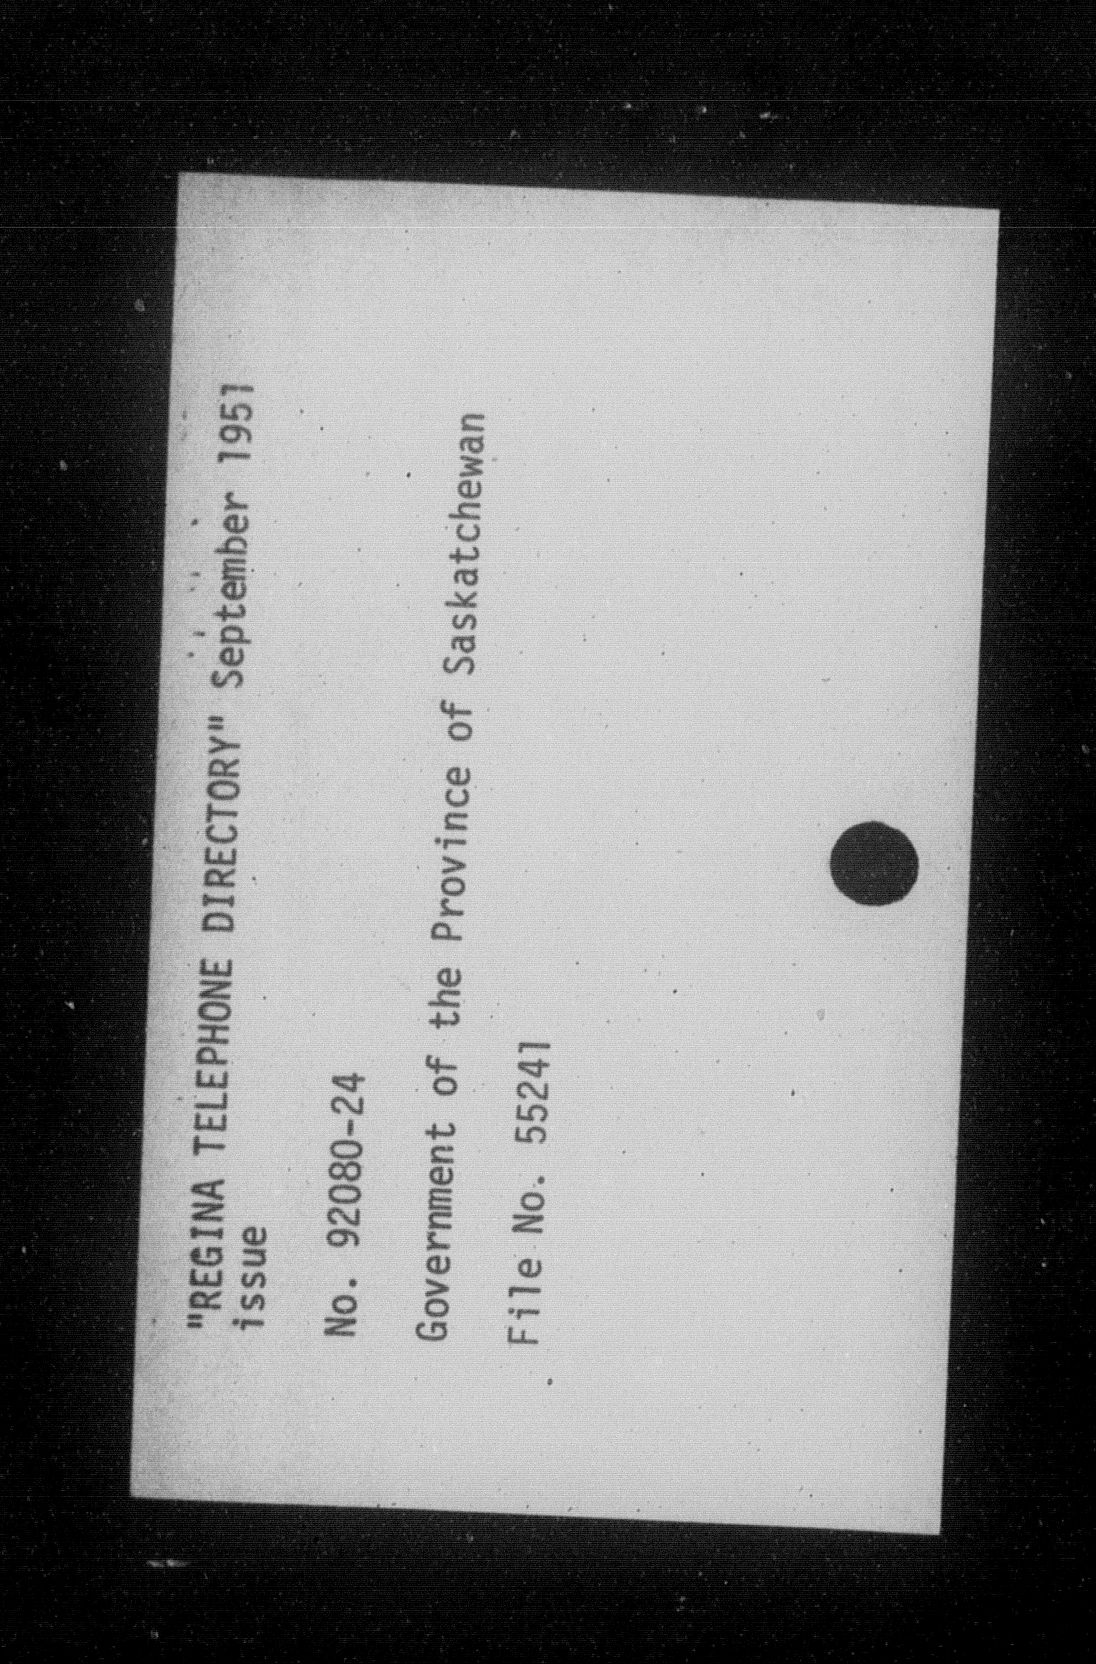 "REGINA TELEPHONE DIRECTORY" September 1951
issue
No. 92080-24
Government of the Province of Saskatchewan
File No. 55241